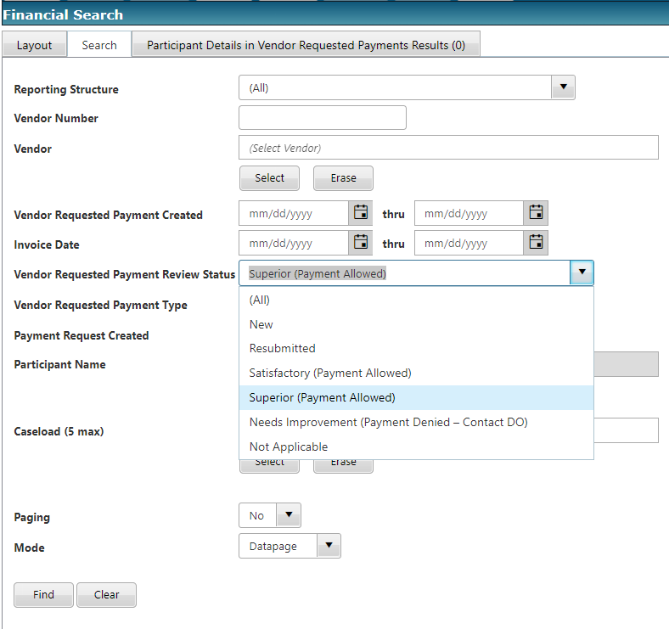 Financial Search
Layout Search Participant Details in Vendor Requested Payments Results (0)
Reporting Structure (All)
Vendor Number
Vendor (Select Vendor)
Select Erase
Vendor Requested Payment Created mm/dd/yyyy thru mm/dd/yyyy
Invoice Date mm/dd/yyyy thru mm/dd/yyyy
Vendor Requested Payment Review Status Superior (Payment Allowed)
(All)
Vendor Requested Payment Type
New
Payment Request Created
Resubmitted
Participant Name
Satisfactory (Payment Allowed)
Superior (Payment Allowed)
Needs Improvement (Payment Denied – Contact DO)
Caseload (5 max)
Not Applicable
Select Erase
Paging No
Mode Datapage
Find Clear